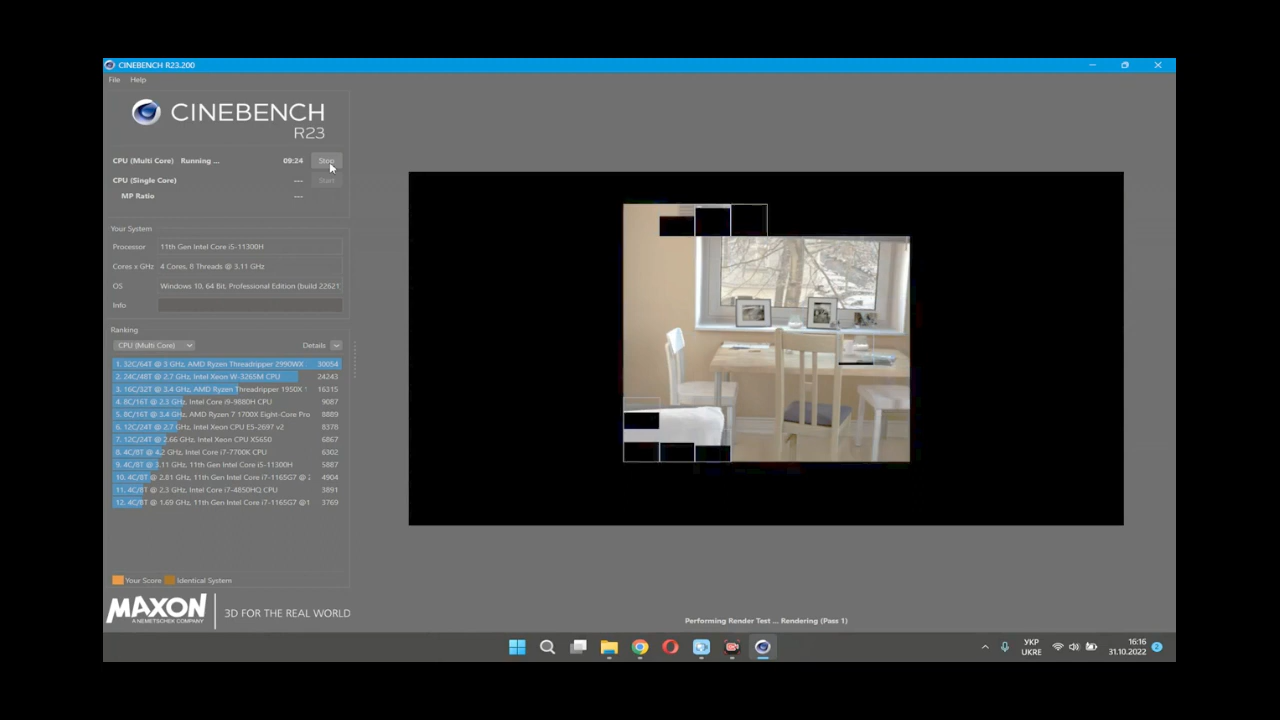 CINEBENCH R23.200
File Help
CINEBENCH
R23
CPU (Multi Core) Running ... 09:24 Stop
CPU (Single Core) --- Start
MP Ratio ---
Your System
Processor 11th Gen Intel Core i5-11300H
Cores x GHz 4 Cores, 8 Threads @ 3.11 GHz
OS Windows 10, 64 Bit, Professional Edition (build 22621
Info
Ranking
CPU (Multi Core) Details
1. 32C/64T @ 3 GHz, AMD Ryzen Threadripper 2990WX 30054
2. 24C/48T @ 2.7 GHz, Intel Xeon W-3265M CPU 24243
3. 16C/32T @ 3.4 GHz, AMD Ryzen Threadripper 1950X 16315
4. 8C/16T @ 2.3 GHz, Intel Core i9-9880H CPU 9087
5. 8C/16T @ 3.4 GHz, AMD Ryzen 7 1700X Eight-Core Pro 8889
6. 12C/24T @ 2.7 GHz, Intel Xeon CPU E5-2697 v2 8378
7. 12C/24T @ 2.66 GHz, Intel Xeon CPU X5650 6867
8. 4C/8T @ 4.2 GHz, Intel Core i7-7700K CPU 6302
9. 4C/8T @ 3.11 GHz, 11th Gen Intel Core i5-11300H 5887
10. 4C/8T @ 2.81 GHz, 11th Gen Intel Core i7-1165G7 @ 4904
11. 4C/8T @ 2.3 GHz, Intel Core i7-4850HQ CPU 3891
12. 4C/8T @ 1.69 GHz, 11th Gen Intel Core i7-1165G7 @1 3769
Your Score Identical System
MAXON
A NEMETSCHEK COMPANY
3D FOR THE REAL WORLD
Performing Render Test ... Rendering (Pass 1)
УКР
UKRE
16:16
31.10.2022
2